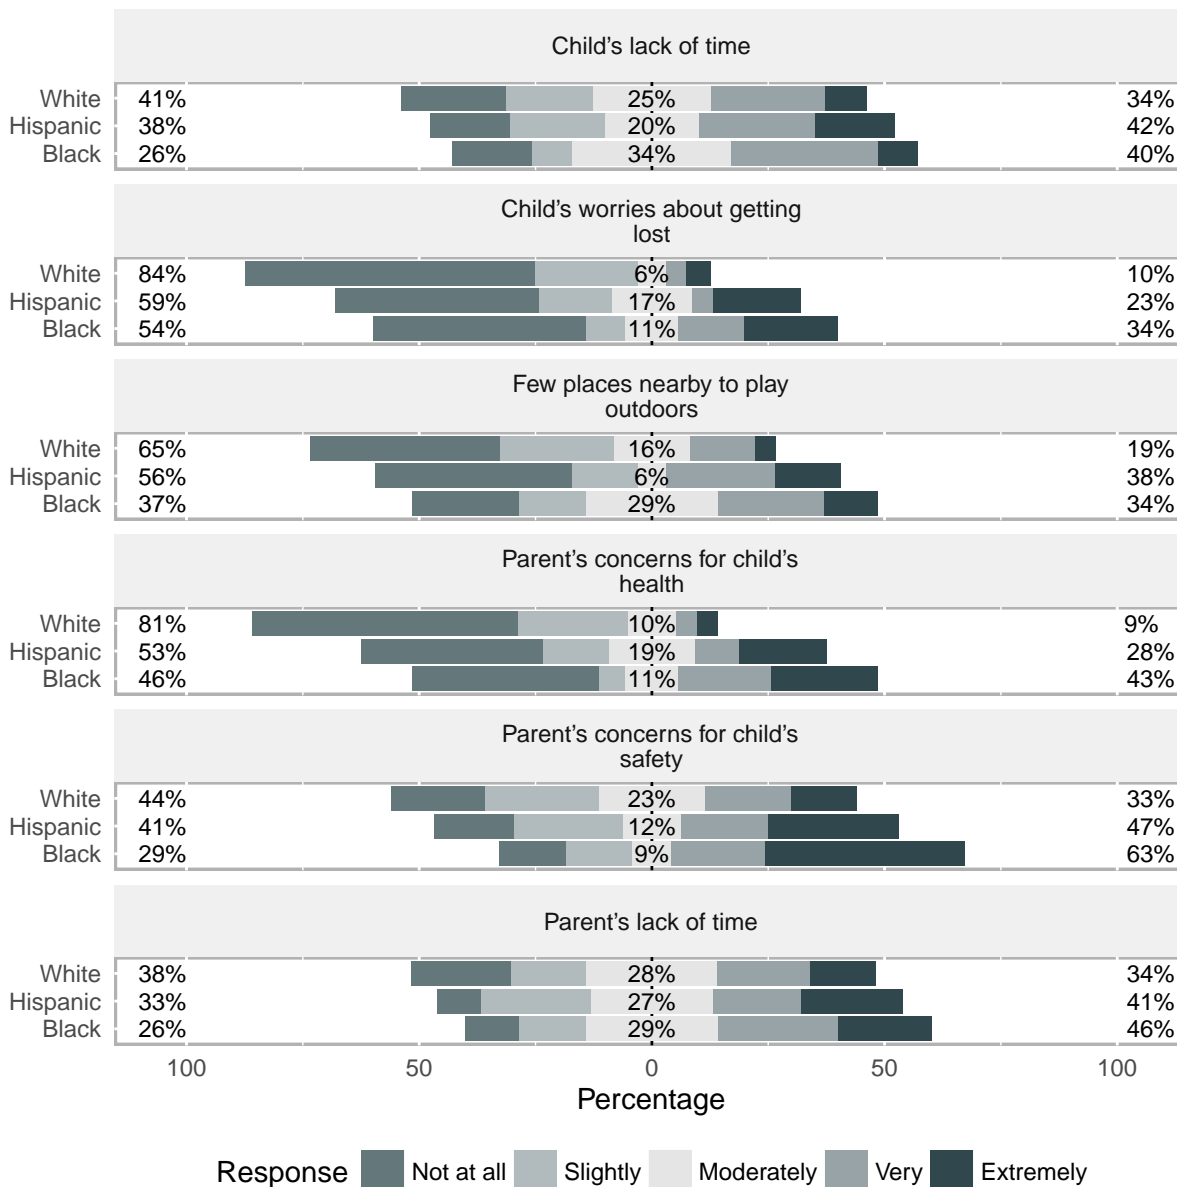 Child’s lack of time
White 41% 25% 34%
Hispanic 38% 20% 42%
Black 26% 34% 40%
Child’s worries about getting
lost
White 84% 6% 10%
Hispanic 59% 17% 23%
Black 54% 11% 34%
Few places nearby to play
outdoors
White 65% 16% 19%
Hispanic 56% 6% 38%
Black 37% 29% 34%
Parent’s concerns for child’s
health
White 81% 10% 9%
Hispanic 53% 19% 28%
Black 46% 11% 43%
Parent’s concerns for child’s
safety
White 44% 23% 33%
Hispanic 41% 12% 47%
Black 29% 9% 63%
Parent’s lack of time
White 38% 28% 34%
Hispanic 33% 27% 41%
Black 26% 29% 46%
100 50 0 50 100
Percentage
Response Not at all Slightly Moderately Very Extremely